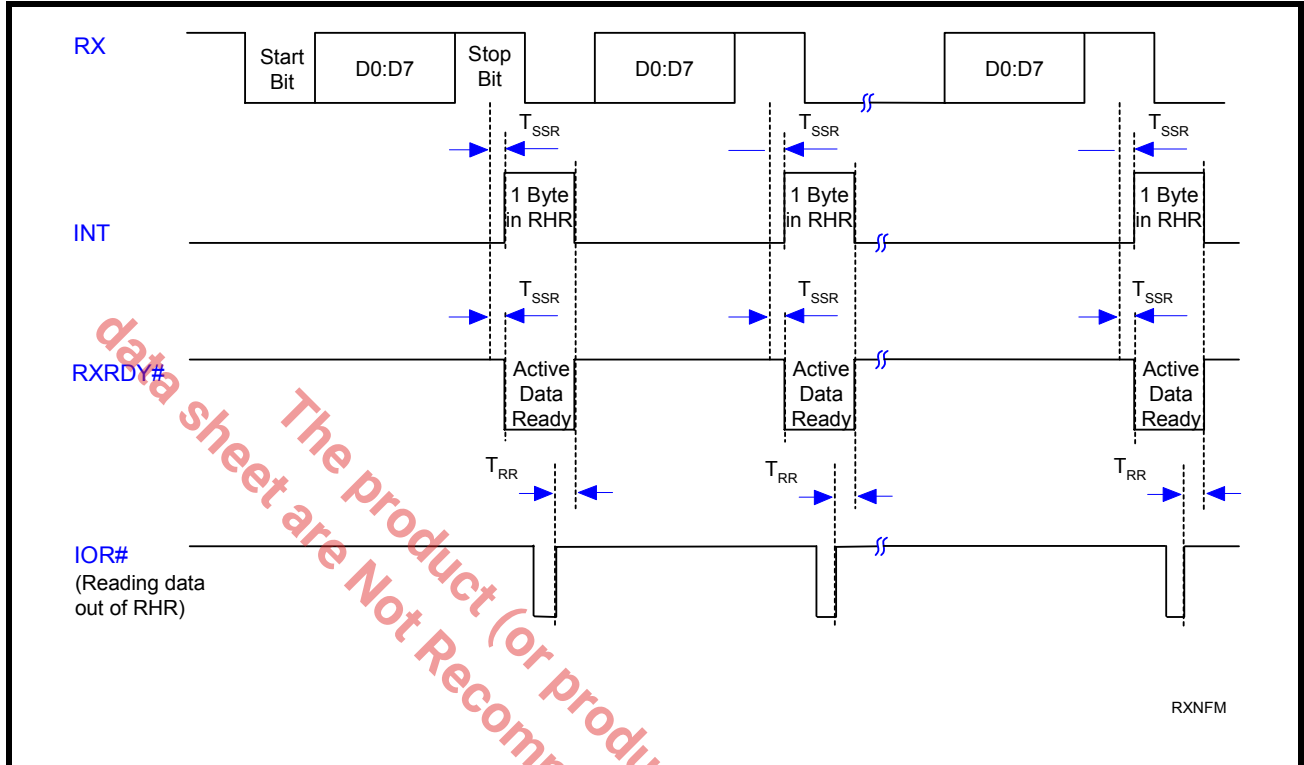 RX
Start
Bit
D0:D7
Stop
Bit
D0:D7
D0:D7
TSSR
TSSR
TSSR
1 Byte
in RHR
1 Byte
in RHR
1 Byte
in RHR
INT
TSSR
TSSR
TSSR
RXRDY#
Active
Data
Ready
Active
Data
Ready
Active
Data
Ready
TRR
TRR
TRR
IOR#
(Reading data
out of RHR)
RXNFM
The product (or produ
data sheet are Not Recom